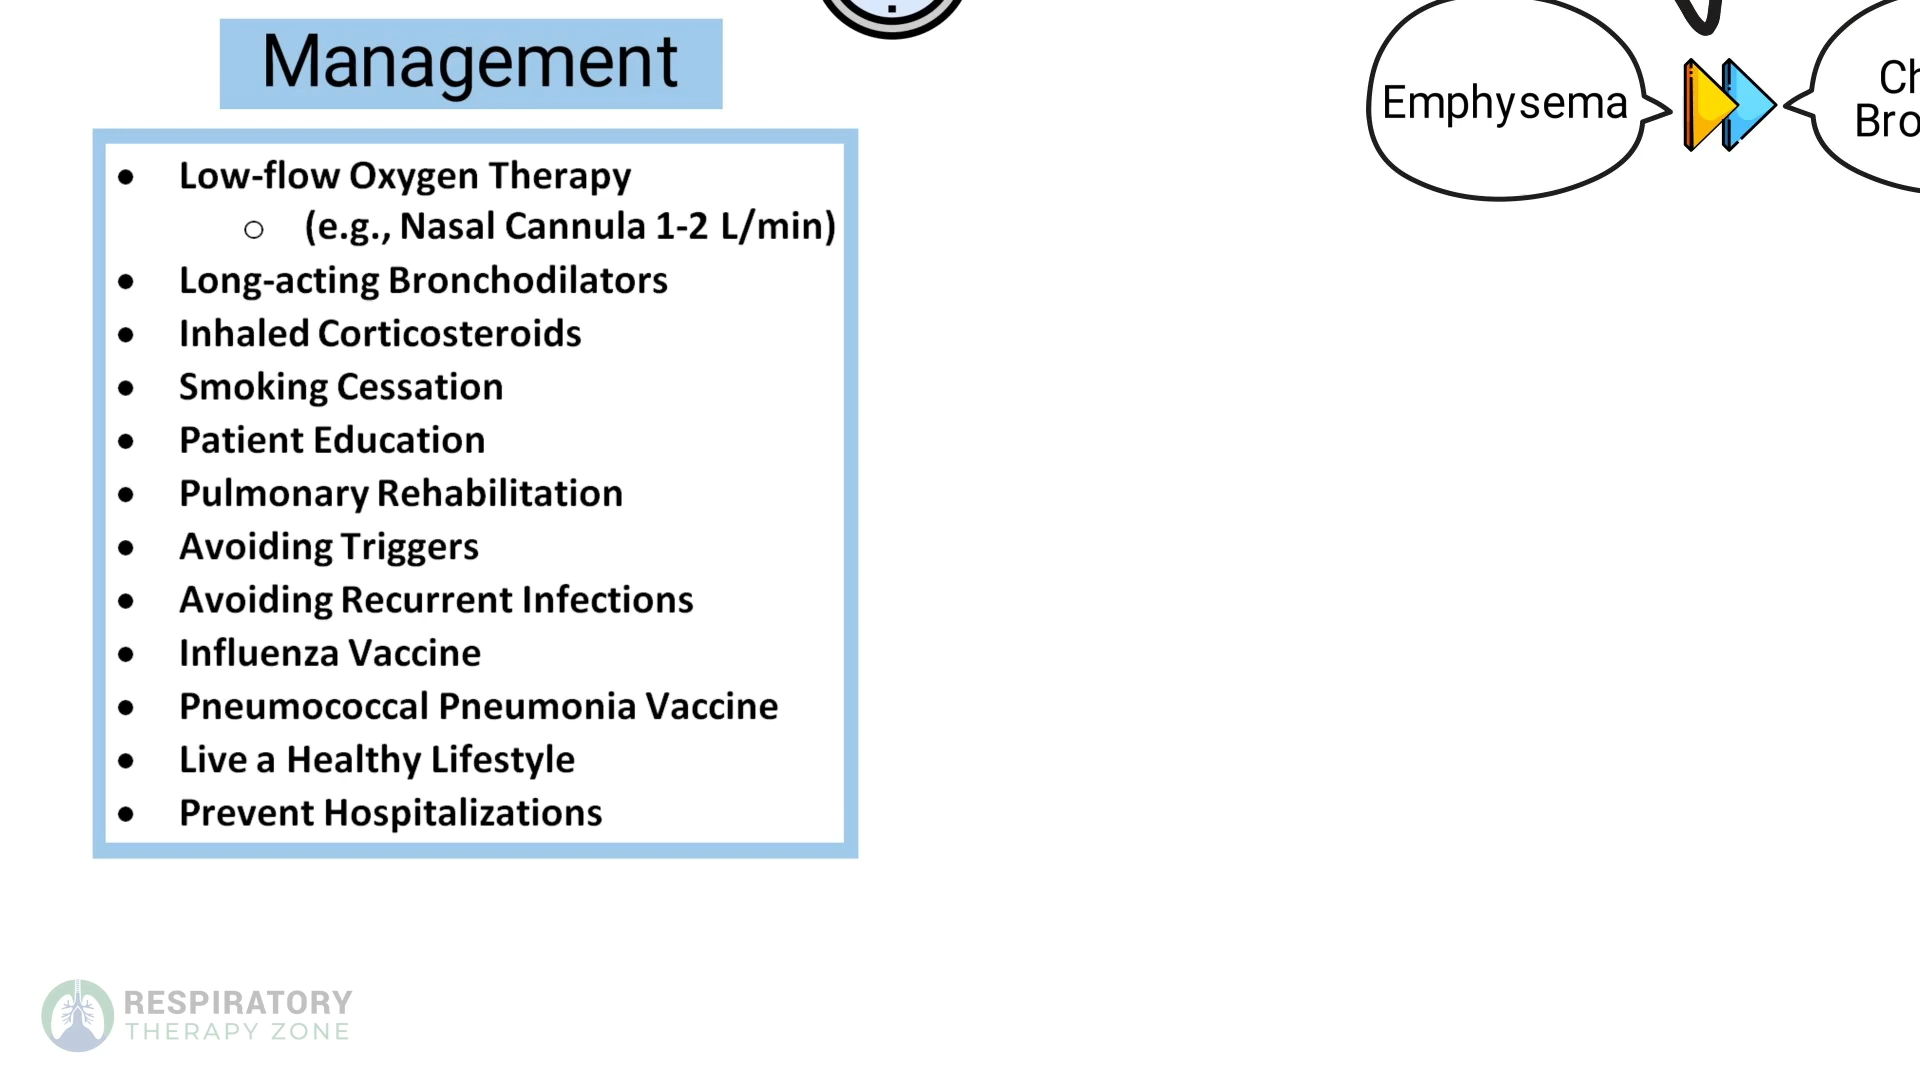 Management
Emphysema
• Low-flow Oxygen Therapy
○ (e.g., Nasal Cannula 1-2 L/min)
• Long-acting Bronchodilators
• Inhaled Corticosteroids
• Smoking Cessation
• Patient Education
• Pulmonary Rehabilitation
• Avoiding Triggers
• Avoiding Recurrent Infections
• Influenza Vaccine
• Pneumococcal Pneumonia Vaccine
• Live a Healthy Lifestyle
• Prevent Hospitalizations
RESPIRATORY
THERAPY ZONE